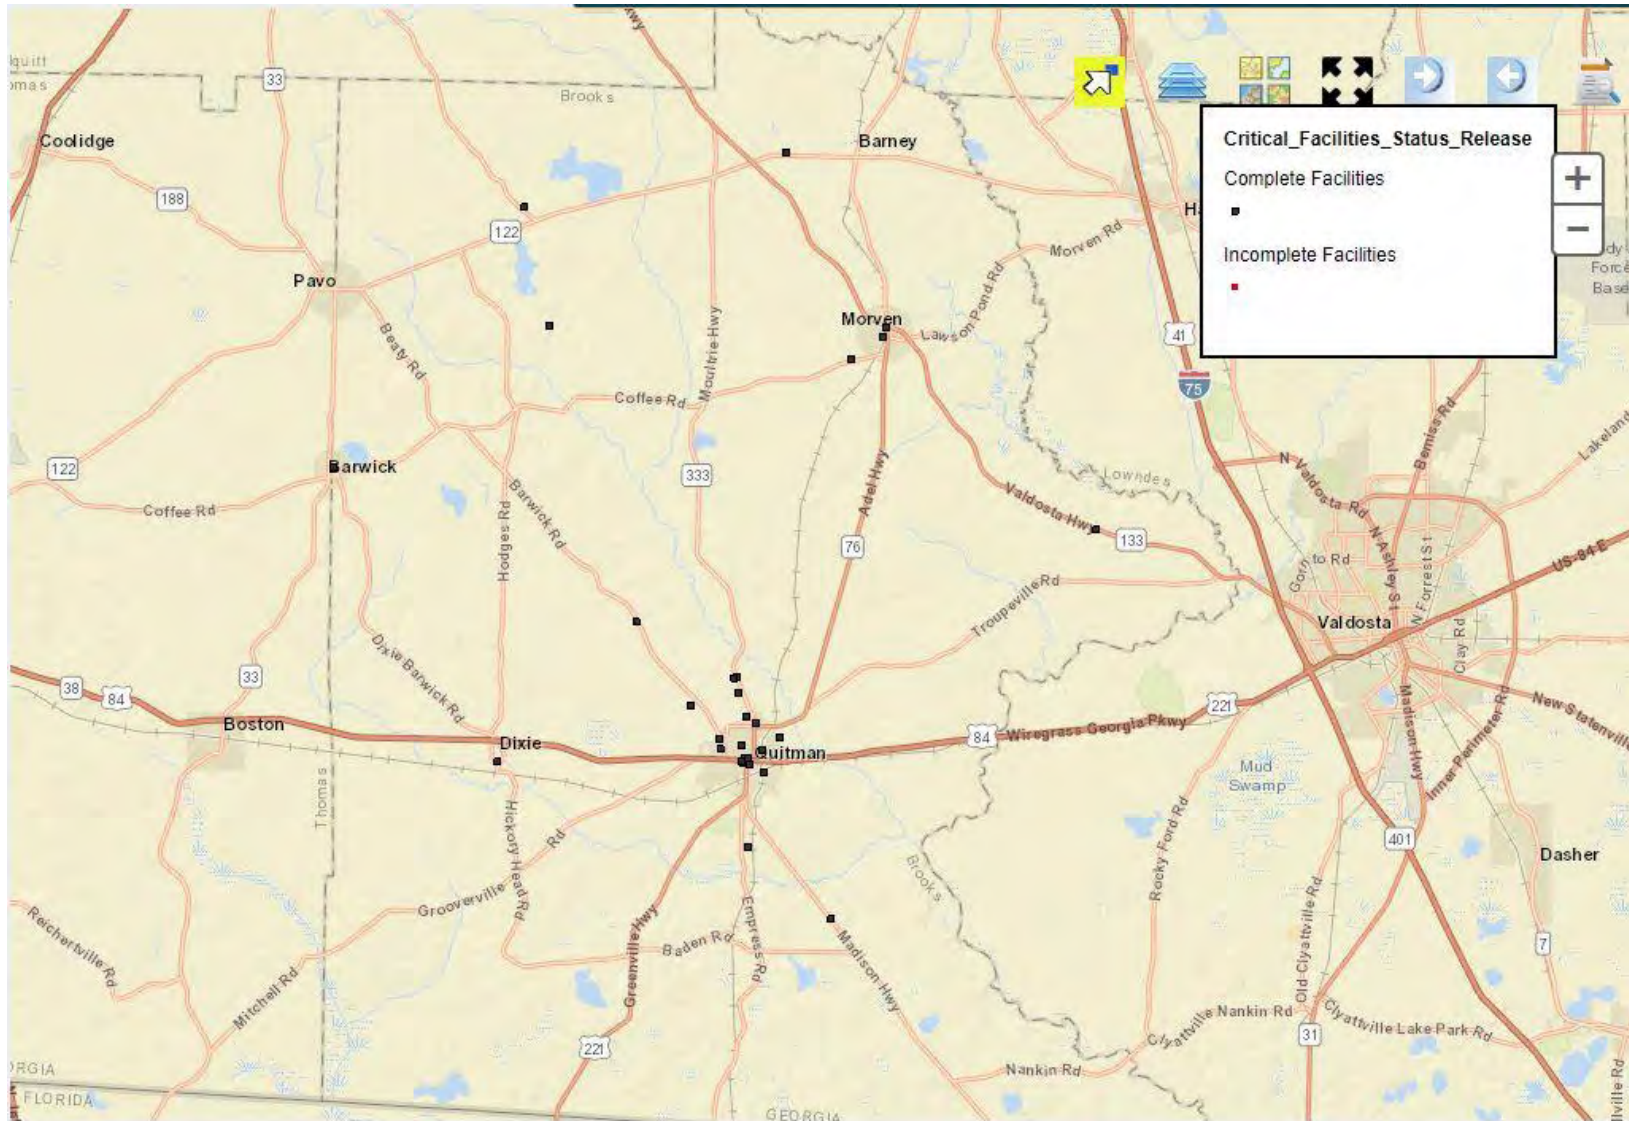 33
Brooks
Coolidge
Barney
Critical_Facilities_Status_Release
Complete Facilities
Incomplete Facilities
+
−
188
122
Morven Rd
Pavo
Morven
Lawson Pond Rd
41
75
Base
Beaty Rd
Moultrie Hwy
Coffee Rd
122
Barwick
333
Lowndes
Bemiss Rd
Lakeland
N Valdosta Rd
Coffee Rd
Barwick Rd
Hodges Rd
Adel Hwy
Valdosta Hwy
133
76
N Ashley St
N Forrest St
US-84 E
to Rd
Troupeville Rd
Valdosta
Clay Rd
Dixie Barwick Rd
33
38
84
221
Boston
Dixie
Quitman
84
Wiregrass Georgia Pkwy
Madison Hwy
Inner Perimeter Rd
New Statenville
Mud
Swamp
Thomas
Hickory Head Rd
Rocky Ford Rd
401
Dasher
Brooks
Grooverville Rd
Reichertville Rd
Greenville Hwy
Empress Rd
Baden Rd
Madison Hwy
Old Clyattville Rd
7
Mitchell Rd
Clyattville Nankin Rd
Clyattville Lake Park Rd
31
221
Nankin Rd
FLORIDA
GEORGIA